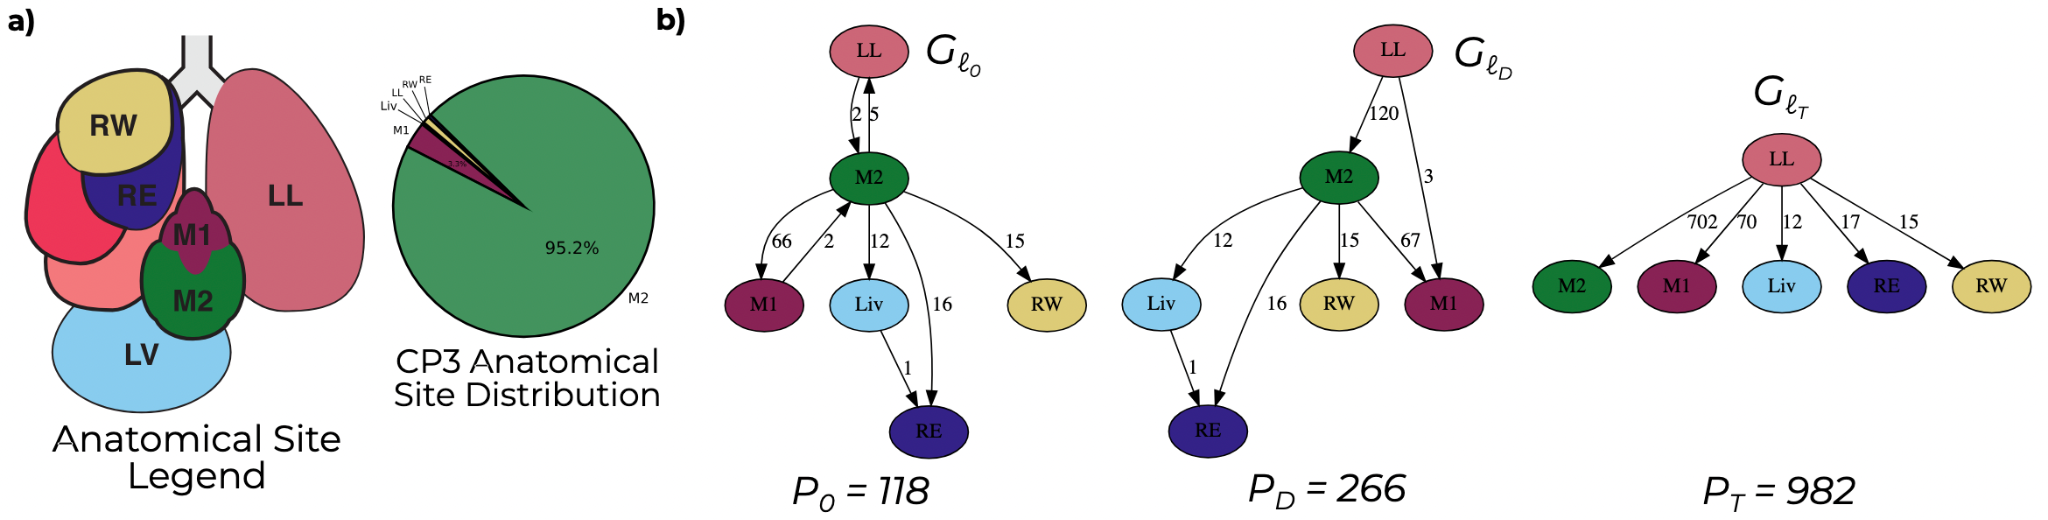 a)
RW
RE
LL
M1
M2
LV
Anatomical Site
Legend
RE
RW
LL
Liv
M1
3.3%
95.2%
M2
CP3 Anatomical
Site Distribution
b)
LL
G_ℓ0
2 5
M2
66 2 12 15
M1 Liv RW
16
1
RE
P_0 = 118
LL
G_ℓD
120
3
M2
12 15 67
Liv RW M1
16
1
RE
P_D = 266
G_ℓT
LL
702 70 12 17 15
M2 M1 Liv RE RW
P_T = 982